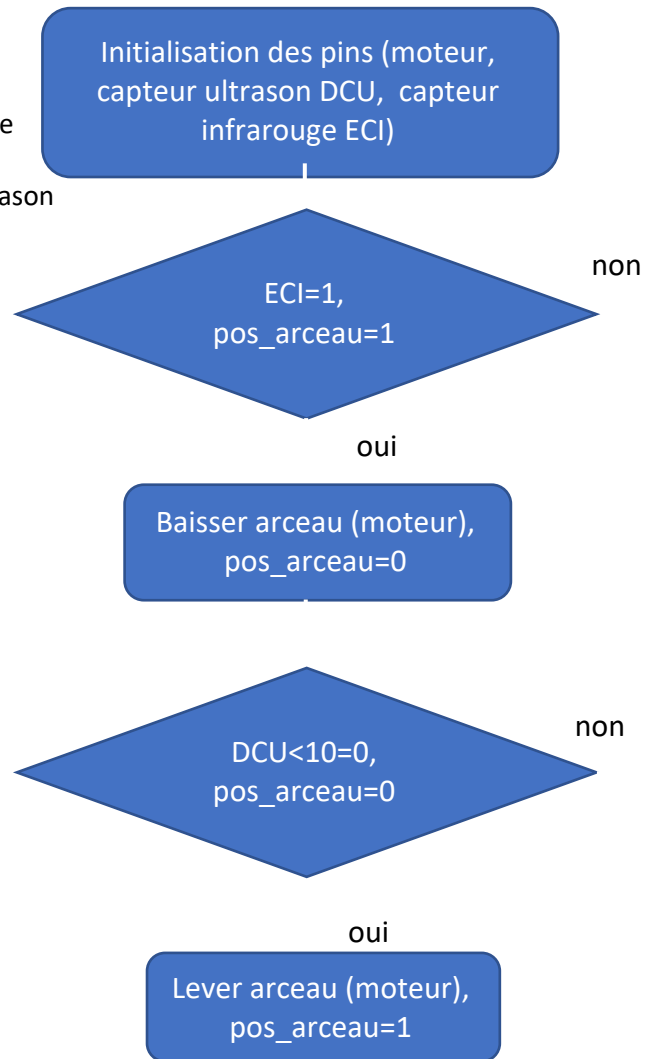 Initialisation des pins (moteur,
capteur ultrason DCU, capteur
infrarouge ECI)
ECI=1,
pos_arceau=1
non
oui
Baisser arceau (moteur),
pos_arceau=0
DCU<10=0,
pos_arceau=0
non
oui
Lever arceau (moteur),
pos_arceau=1